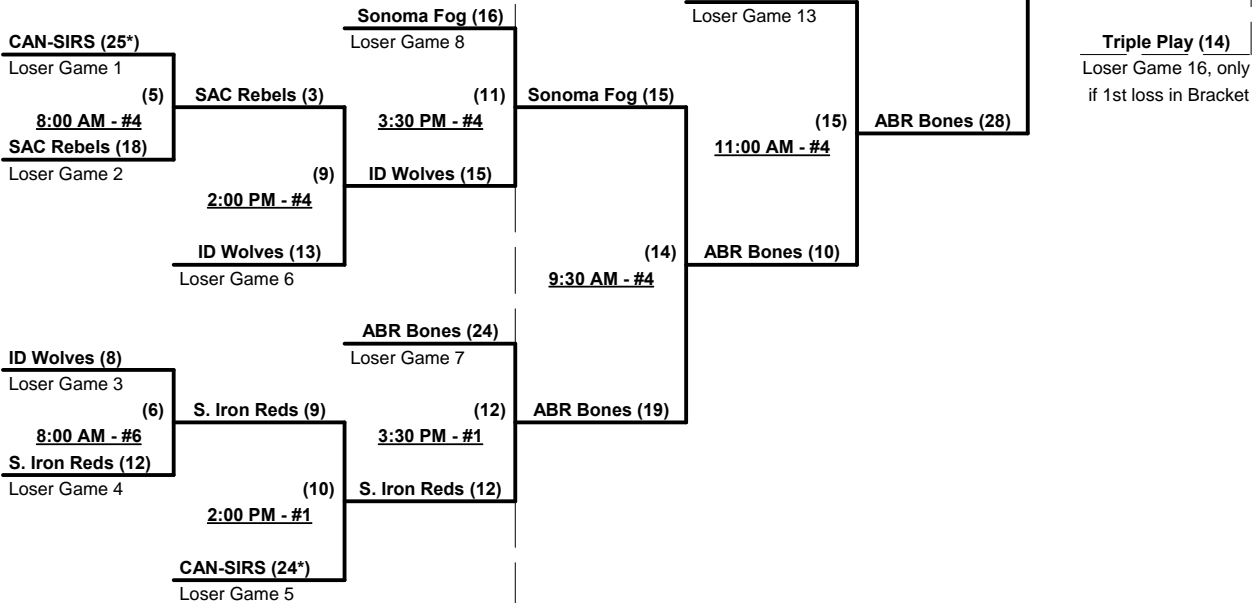 Sonoma Fog (16)
Loser Game 13
CAN-SIRS (25*)
Loser Game 8
Triple Play (14)
Loser Game 1
Loser Game 16, only
if 1st loss in Bracket
(5)
SAC Rebels (3)
(11)
Sonoma Fog (15)
8:00 AM - #4
3:30 PM - #4
(15)
ABR Bones (28)
SAC Rebels (18)
11:00 AM - #4
Loser Game 2
(9)
ID Wolves (15)
2:00 PM - #4
ID Wolves (13)
(14)
ABR Bones (10)
Loser Game 6
9:30 AM - #4
ABR Bones (24)
ID Wolves (8)
Loser Game 7
Loser Game 3
(6)
S. Iron Reds (9)
(12)
ABR Bones (19)
8:00 AM - #6
3:30 PM - #1
S. Iron Reds (12)
Loser Game 4
(10)
S. Iron Reds (12)
2:00 PM - #1
CAN-SIRS (24*)
Loser Game 5